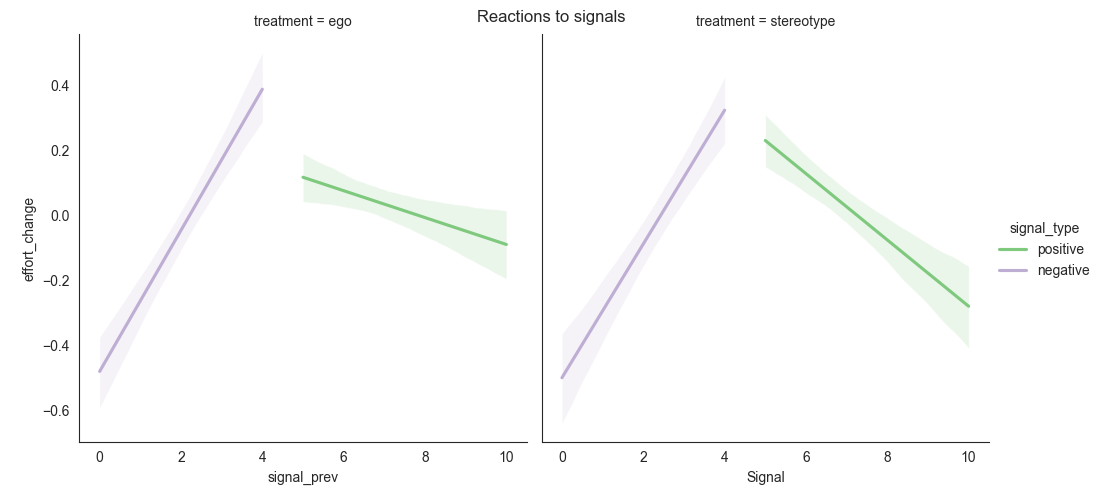 Reactions to signals
treatment = ego
treatment = stereotype
0.4
0.2
0.0
−0.2
−0.4
−0.6
effort_change
0 2 4 6 8 10
0 2 4 6 8 10
signal_prev
Signal
signal_type
positive
negative